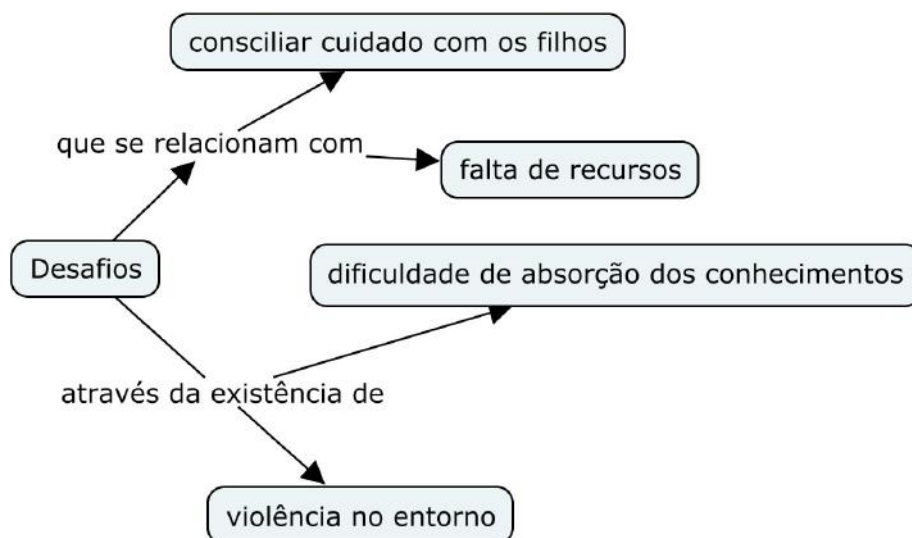 consciliar cuidado com os filhos
que se relacionam com
falta de recursos
Desafios
dificuldade de absorção dos conhecimentos
através da existência de
violência no entorno